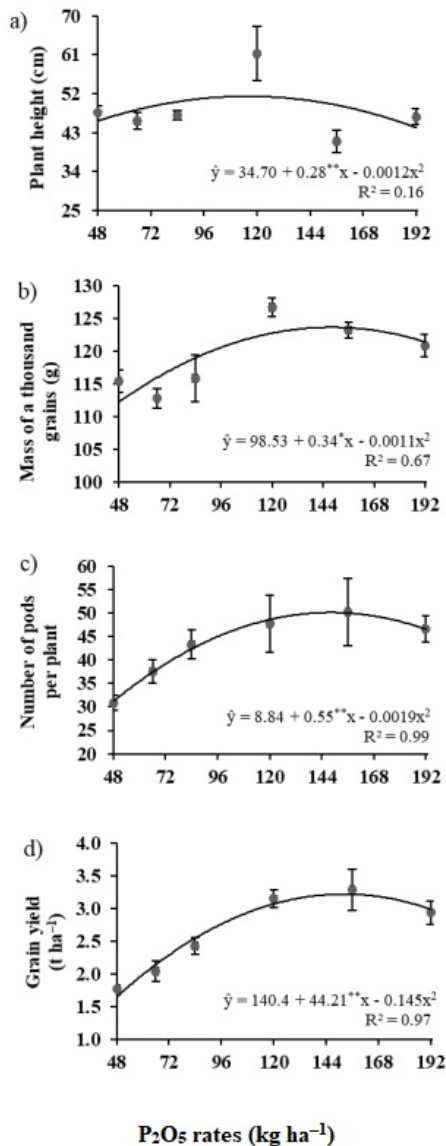 a)
Plant height (cm)
70
61
52
43
34
25
ŷ = 34.70 + 0.28**x - 0.0012x²
R² = 0.16
48 72 96 120 144 168 192
b)
Mass of a thousand
grains (g)
130
125
120
115
110
105
100
ŷ = 98.53 + 0.34*x - 0.0011x²
R² = 0.67
48 72 96 120 144 168 192
c)
Number of pods
per plant
60
55
50
45
40
35
30
25
20
ŷ = 8.84 + 0.55**x - 0.0019x²
R² = 0.99
48 72 96 120 144 168 192
d)
Grain yield
(t ha⁻¹)
4.0
3.5
3.0
2.5
2.0
1.5
1.0
ŷ = 140.4 + 44.21**x - 0.145x²
R² = 0.97
48 72 96 120 144 168 192
P₂O₅ rates (kg ha⁻¹)